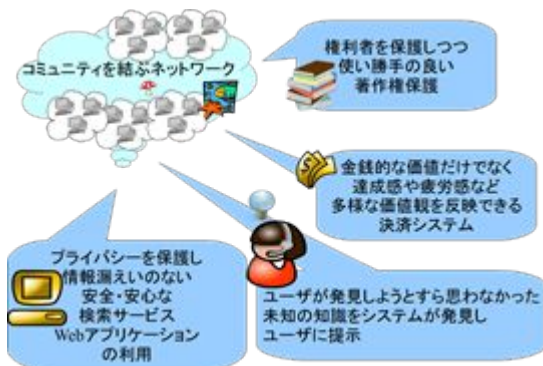 コミュニティを結ぶネットワーク
権利者を保護しつつ
使い勝手の良い
著作権保護
金銭的な価値だけでなく
達成感や疲労感など
多様な価値観を反映できる
決済システム
プライバシーを保護し
情報漏えいのない
安全・安心な
検索サービス
Webアプリケーション
の利用
ユーザが発見しようとすら思わなかった
未知の知識をシステムが発見し
ユーザに提示